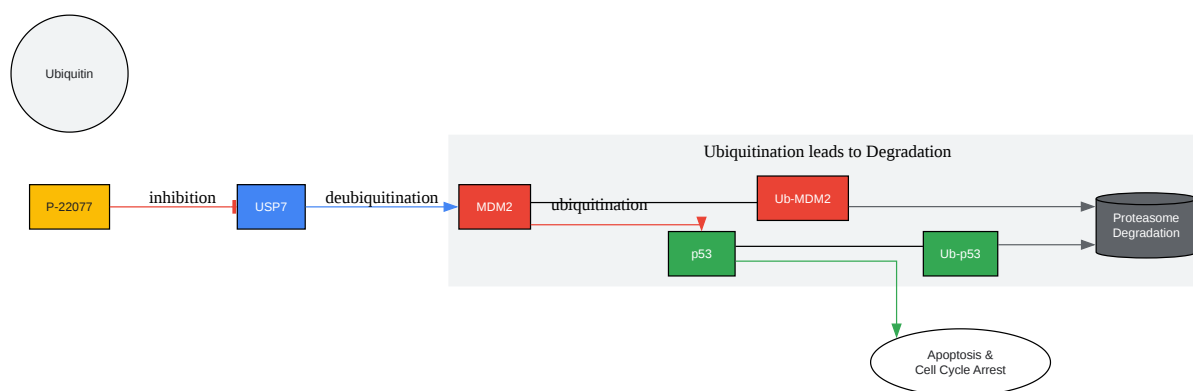 Ubiquitin
Ubiquitination leads to Degradation
P-22077
inhibition
USP7
deubiquitination
MDM2
ubiquitination
Ub-MDM2
Proteasome
Degradation
p53
Ub-p53
Apoptosis &
Cell Cycle Arrest